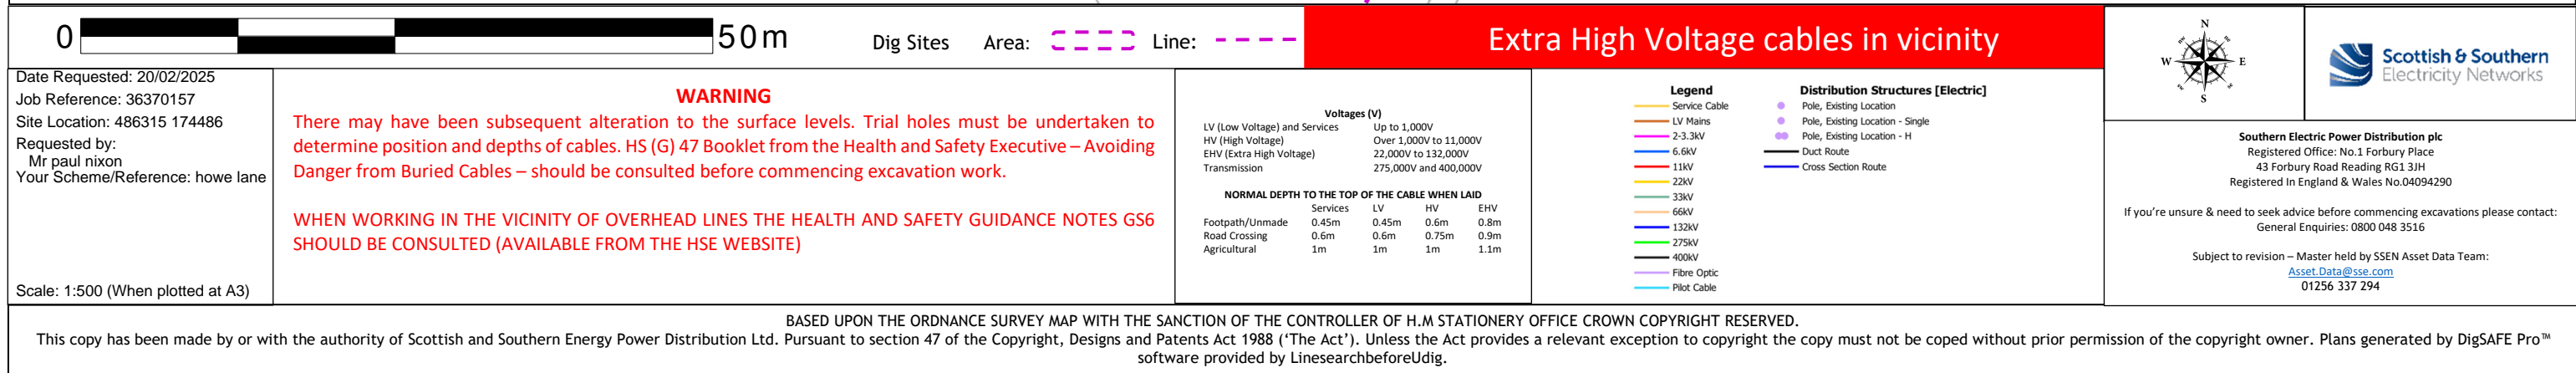 0 50m Dig Sites Area: Line: Extra High Voltage cables in vicinity
N
nw ne
W E
sw se
S
Scottish & Southern
Electricity Networks
Date Requested: 20/02/2025
Job Reference: 36370157
Site Location: 486315 174486
Requested by:
Mr paul nixon
Your Scheme/Reference: howe lane
Scale: 1:500 (When plotted at A3)
WARNING
There may have been subsequent alteration to the surface levels. Trial holes must be undertaken to
determine position and depths of cables. HS (G) 47 Booklet from the Health and Safety Executive – Avoiding
Danger from Buried Cables – should be consulted before commencing excavation work.
WHEN WORKING IN THE VICINITY OF OVERHEAD LINES THE HEALTH AND SAFETY GUIDANCE NOTES GS6
SHOULD BE CONSULTED (AVAILABLE FROM THE HSE WEBSITE)
Voltages (V)
LV (Low Voltage) and Services Up to 1,000V
HV (High Voltage) Over 1,000V to 11,000V
EHV (Extra High Voltage) 22,000V to 132,000V
Transmission 275,000V and 400,000V
NORMAL DEPTH TO THE TOP OF THE CABLE WHEN LAID
Services LV HV EHV
Footpath/Unmade 0.45m 0.45m 0.6m 0.8m
Road Crossing 0.6m 0.6m 0.75m 0.9m
Agricultural 1m 1m 1m 1.1m
Legend
Service Cable
LV Mains
2-3.3kV
6.6kV
11kV
22kV
33kV
66kV
132kV
275kV
400kV
Fibre Optic
Pilot Cable
Distribution Structures [Electric]
Pole, Existing Location
Pole, Existing Location - Single
Pole, Existing Location - H
Duct Route
Cross Section Route
Southern Electric Power Distribution plc
Registered Office: No.1 Forbury Place
43 Forbury Road Reading RG1 3JH
Registered In England & Wales No.04094290
If you're unsure & need to seek advice before commencing excavations please contact:
General Enquiries: 0800 048 3516
Subject to revision – Master held by SSEN Asset Data Team:
Asset.Data@sse.com
01256 337 294
BASED UPON THE ORDNANCE SURVEY MAP WITH THE SANCTION OF THE CONTROLLER OF H.M STATIONERY OFFICE CROWN COPYRIGHT RESERVED.
This copy has been made by or with the authority of Scottish and Southern Energy Power Distribution Ltd. Pursuant to section 47 of the Copyright, Designs and Patents Act 1988 ('The Act'). Unless the Act provides a relevant exception to copyright the copy must not be coped without prior permission of the copyright owner. Plans generated by DigSAFE Pro™
software provided by LinesearchbeforeUdig.